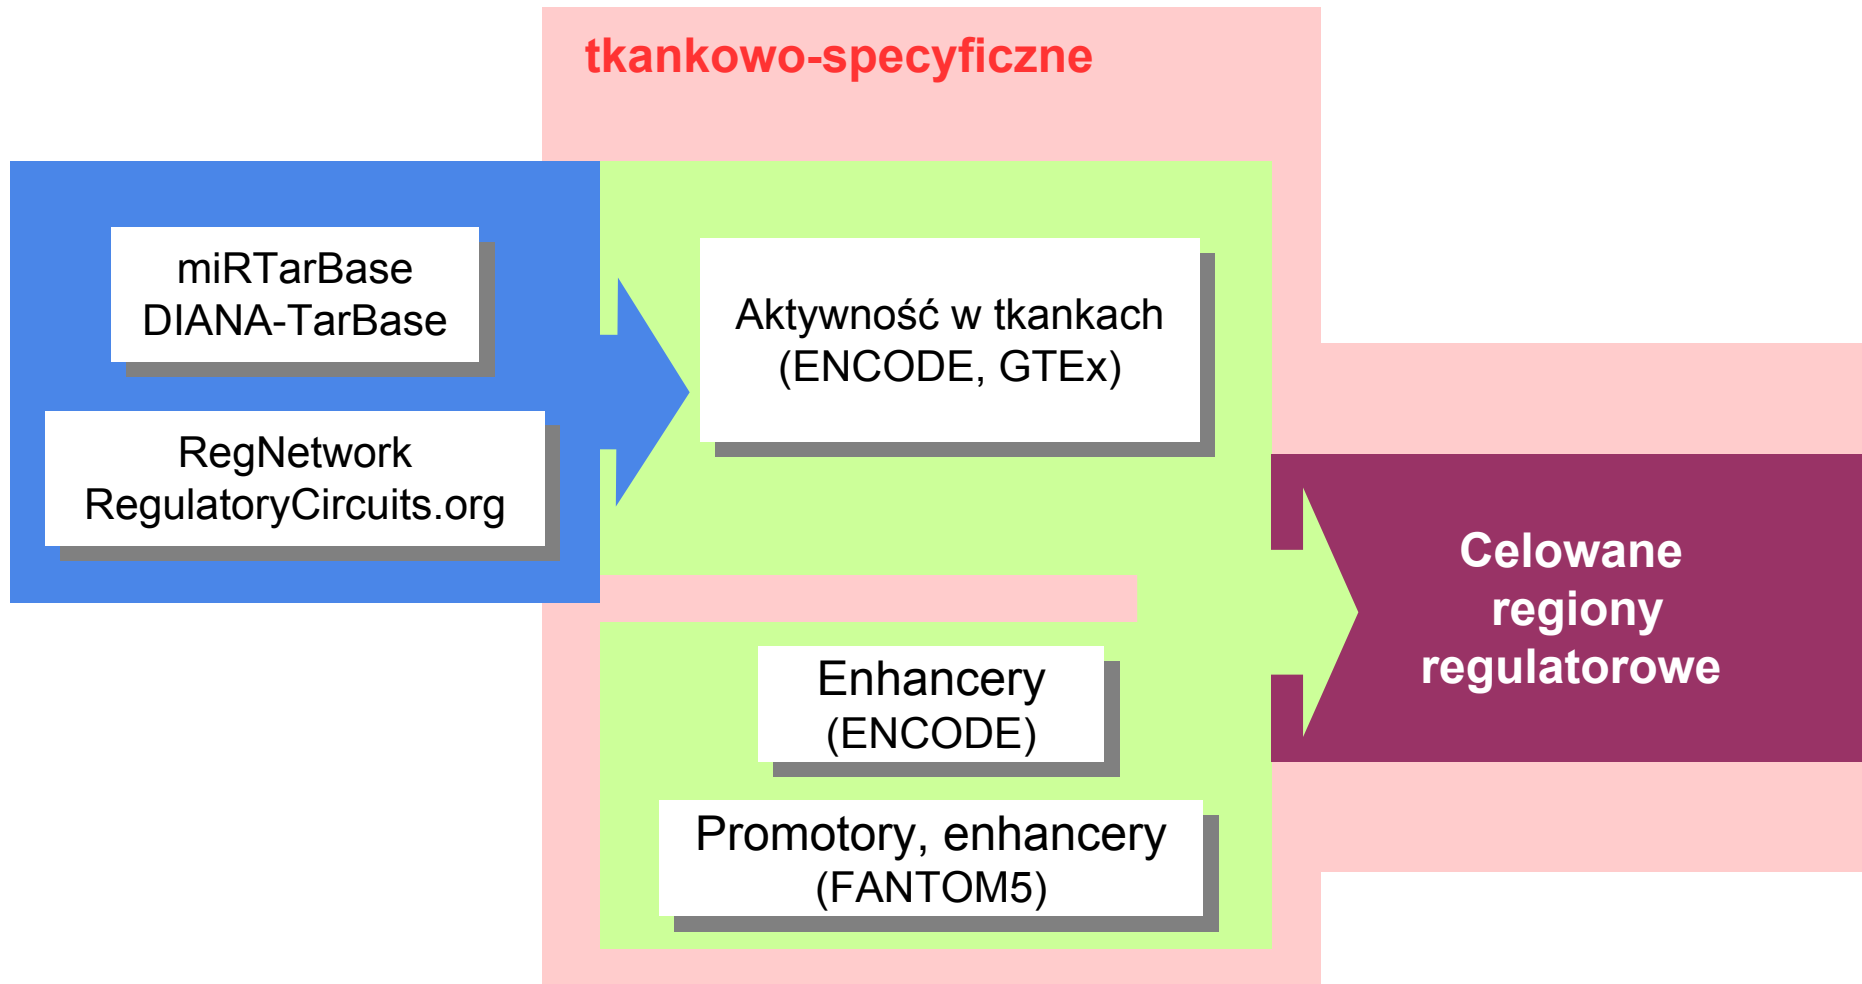 tkankowo-specyficzne
miRTarBase
DIANA-TarBase
RegNetwork
RegulatoryCircuits.org
Aktywność w tkankach
(ENCODE, GTEx)
Enhancery
(ENCODE)
Promotory, enhancery
(FANTOM5)
Celowane
regiony
regulatorowe